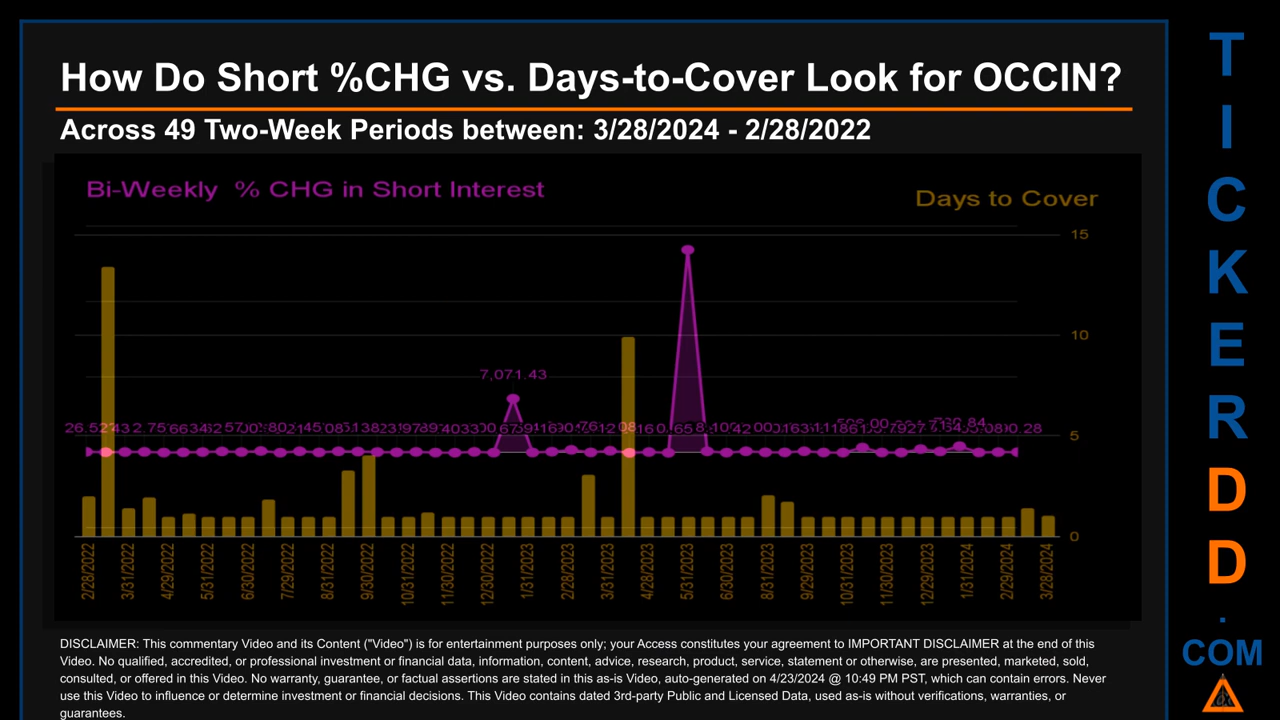 How Do Short %CHG vs. Days-to-Cover Look for OCCIN?
Across 49 Two-Week Periods between: 3/28/2024 - 2/28/2022
Bi-Weekly % CHG in Short Interest
Days to Cover
15
10
7,071.43
5
0
2/28/2022
3/31/2022
4/29/2022
5/31/2022
6/30/2022
7/29/2022
8/31/2022
9/30/2022
10/31/2022
11/30/2022
12/30/2022
1/31/2023
2/28/2023
3/31/2023
4/28/2023
5/31/2023
6/30/2023
7/31/2023
8/31/2023
9/29/2023
10/31/2023
11/30/2023
12/29/2023
1/31/2024
2/29/2024
3/28/2024
DISCLAIMER: This commentary Video and its Content ("Video") is for entertainment purposes only; your Access constitutes your agreement to IMPORTANT DISCLAIMER at the end of this
Video. No qualified, accredited, or professional investment or financial data, information, content, advice, research, product, service, statement or otherwise, are presented, marketed, sold,
consulted, or offered in this Video. No warranty, guarantee, or factual assertions are stated in this as-is Video, auto-generated on 4/23/2024 @ 10:49 PM PST, which can contain errors. Never
use this Video to influence or determine investment or financial decisions. This Video contains dated 3rd-party Public and Licensed Data, used as-is without verifications, warranties, or
guarantees.
TICKERDD
.
COM